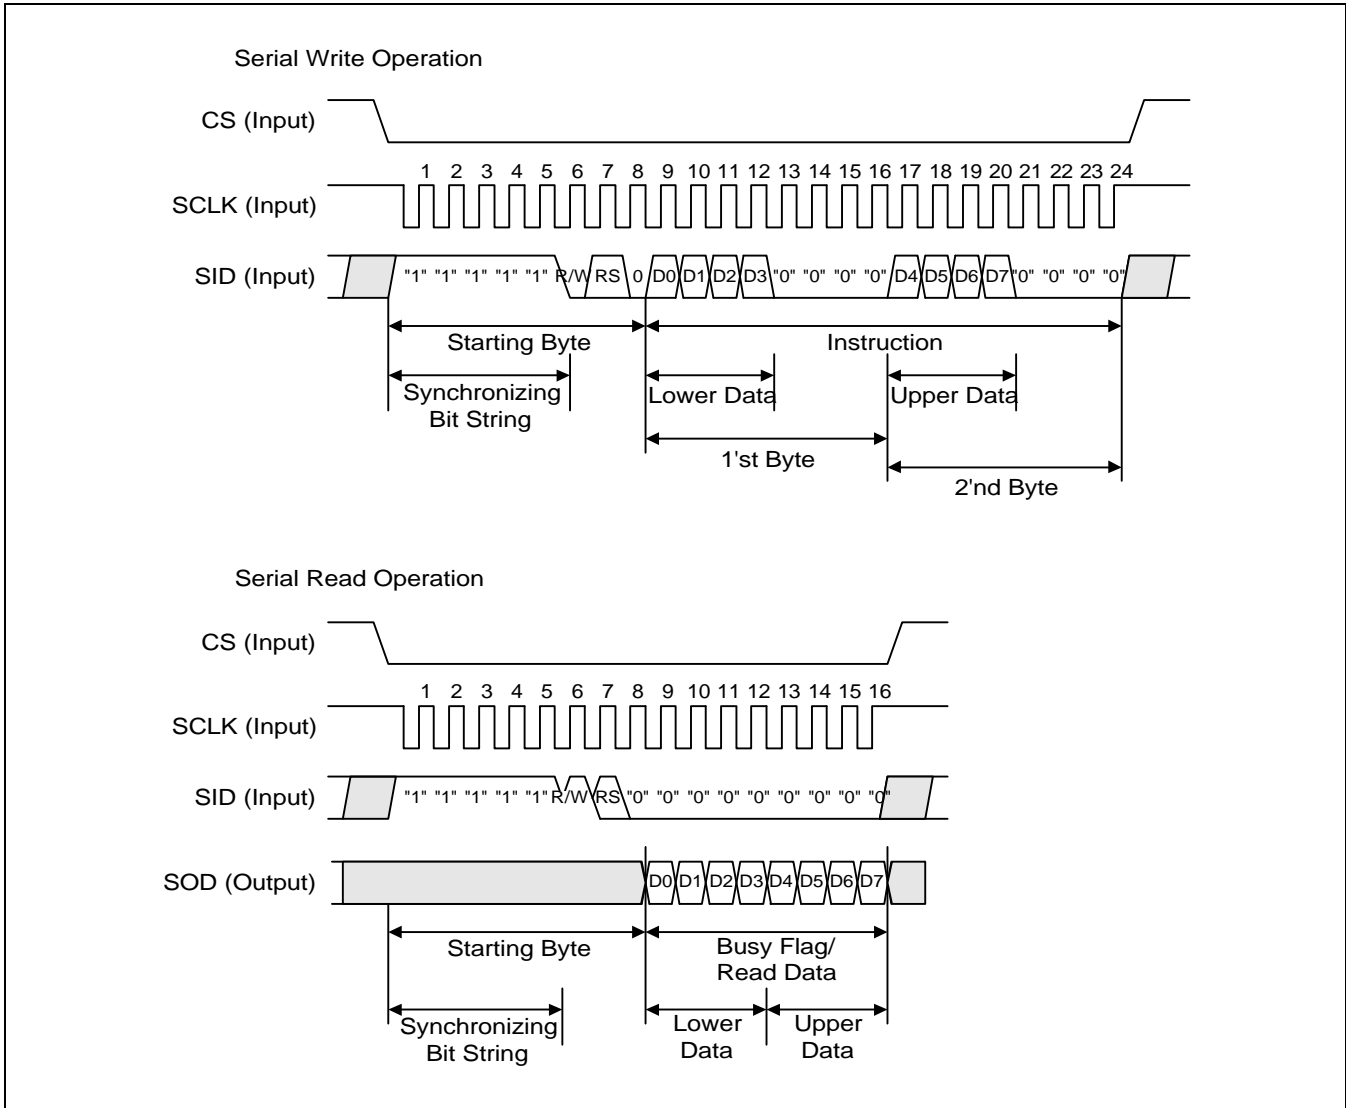 Serial Write Operation
CS (Input)
1 2 3 4 5 6 7 8 9 10 11 12 13 14 15 16 17 18 19 20 21 22 23 24
SCLK (Input)
SID (Input) "1" "1" "1" "1" "1" R/W RS 0 D0 D1 D2 D3 "0" "0" "0" "0" D4 D5 D6 D7 "0" "0" "0" "0"
Starting Byte Instruction
Synchronizing Bit String Lower Data Upper Data
1'st Byte
2'nd Byte
Serial Read Operation
CS (Input)
1 2 3 4 5 6 7 8 9 10 11 12 13 14 15 16
SCLK (Input)
SID (Input) "1" "1" "1" "1" "1" R/W RS "0" "0" "0" "0" "0" "0" "0" "0" "0"
SOD (Output) D0 D1 D2 D3 D4 D5 D6 D7
Starting Byte Busy Flag/ Read Data
Synchronizing Bit String Lower Data Upper Data